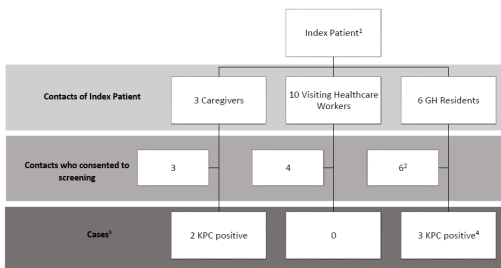 Index Patient¹
Contacts of Index Patient
3 Caregivers
10 Visiting Healthcare
Workers
6 GH Residents
Contacts who consented to
screening
3
4
6²
Cases³
2 KPC positive
0
3 KPC positive⁴